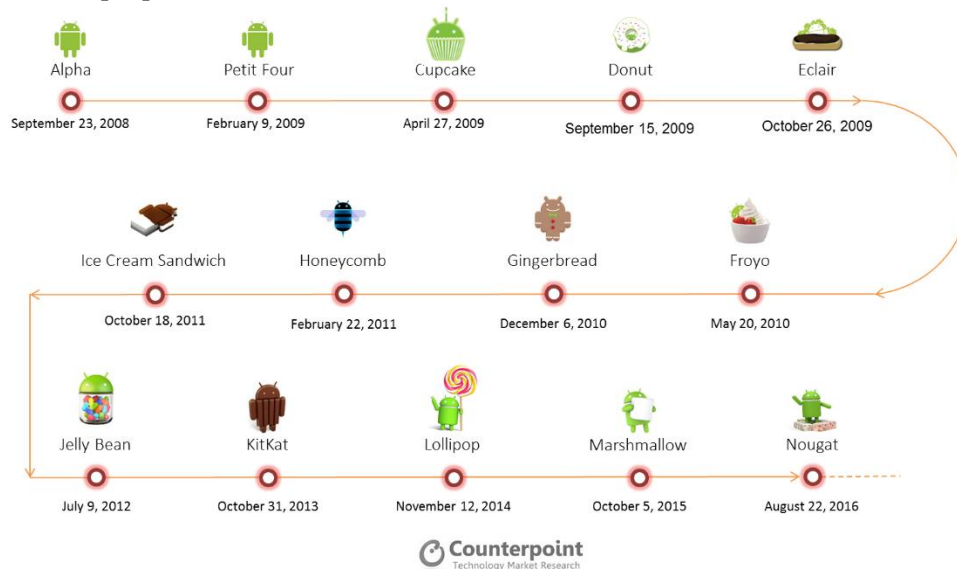 Alpha Petit Four Cupcake Donut Eclair
September 23, 2008 February 9, 2009 April 27, 2009 September 15, 2009 October 26, 2009
Ice Cream Sandwich Honeycomb Gingerbread Froyo
October 18, 2011 February 22, 2011 December 6, 2010 May 20, 2010
Jelly Bean KitKat Lollipop Marshmallow Nougat
July 9, 2012 October 31, 2013 November 12, 2014 October 5, 2015 August 22, 2016
Counterpoint
Technology Market Research